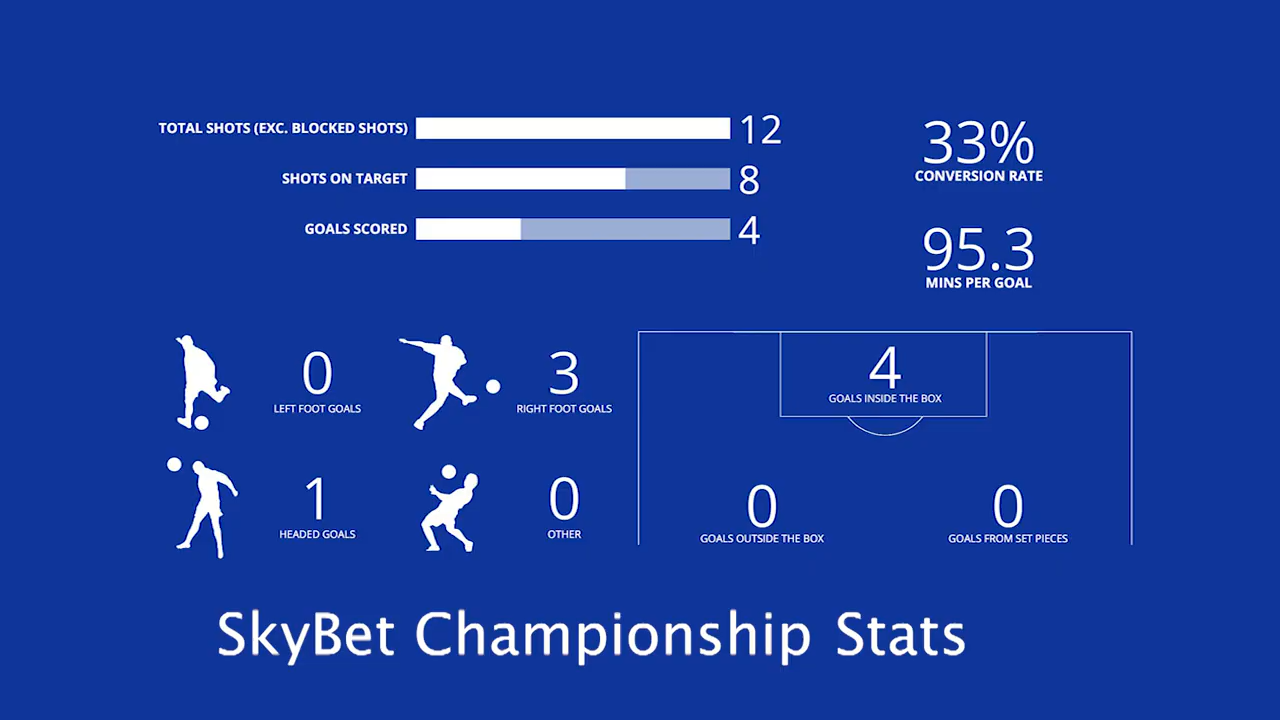 TOTAL SHOTS (EXC. BLOCKED SHOTS) 12
SHOTS ON TARGET 8
GOALS SCORED 4
33%
CONVERSION RATE
95.3
MINS PER GOAL
0
LEFT FOOT GOALS
3
RIGHT FOOT GOALS
1
HEADED GOALS
0
OTHER
4
GOALS INSIDE THE BOX
0
GOALS OUTSIDE THE BOX
0
GOALS FROM SET PIECES
SkyBet Championship Stats